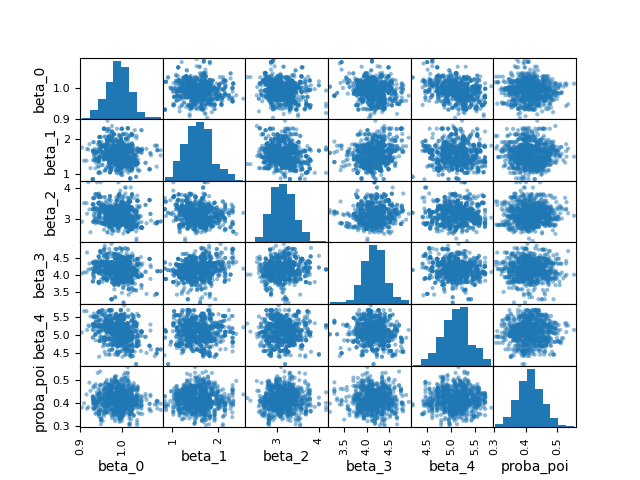 beta_0
1.0
0.9
beta_1
2
1
beta_2
4
3
beta_3
4.5
4.0
3.5
beta_4
5.5
5.0
4.5
proba_poi
0.5
0.4
0.3
0.9 1.0 1 2 3 4 3.5 4.0 4.5 4.5 5.0 5.5 0.3 0.4 0.5
beta_0 beta_1 beta_2 beta_3 beta_4 proba_poi